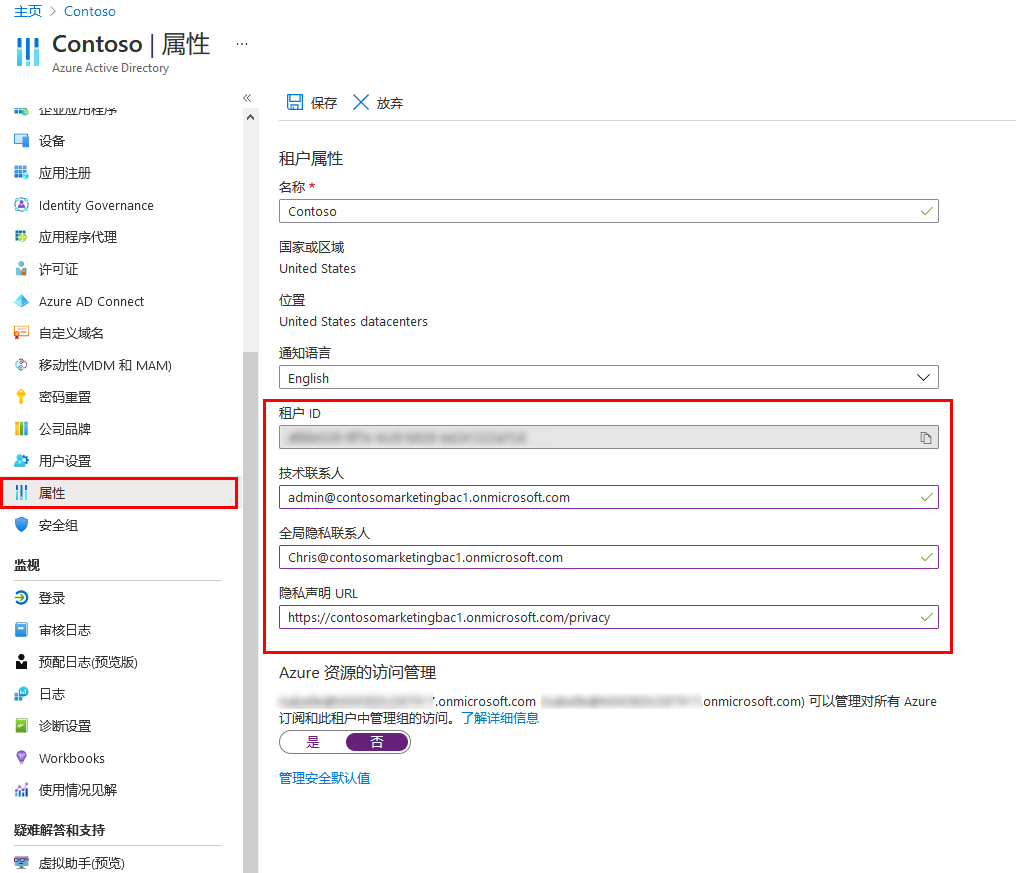 主页 > Contoso
Contoso | 属性 ...
Azure Active Directory
«
企业应用程序
设备
应用注册
Identity Governance
应用程序代理
许可证
Azure AD Connect
自定义域名
移动性(MDM 和 MAM)
密码重置
公司品牌
用户设置
属性
安全组
监视
登录
审核日志
预配日志(预览版)
日志
诊断设置
Workbooks
使用情况见解
疑难解答和支持
虚拟助手(预览)
保存 放弃
租户属性
名称 *
Contoso
国家或区域
United States
位置
United States datacenters
通知语言
English
租户 ID
技术联系人
admin@contosomarketingbac1.onmicrosoft.com
全局隐私联系人
Chris@contosomarketingbac1.onmicrosoft.com
隐私声明 URL
https://contosomarketingbac1.onmicrosoft.com/privacy
Azure 资源的访问管理
.onmicrosoft.com onmicrosoft.com) 可以管理对所有 Azure
订阅和此租户中管理组的访问。了解详细信息
是 否
管理安全默认值